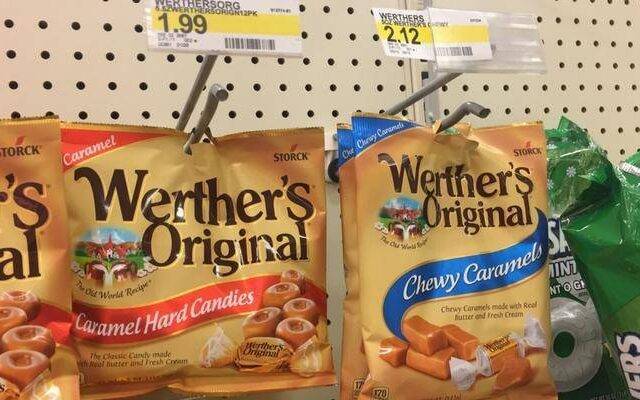 WERTHERSORG
1.99
WERTHERS
2.12
STORCK
's
al
Caramel
STORCK
Werther's
Original
The Old World Recipe
Caramel Hard Candies
The Classic Candy made
with Real Butter and Fresh Cream
Werther's
Original
Chewy Caramels
STORCK
Werther's
Original
The Old World Recipe
Chewy Caramels
Chewy Caramels made with Real
Butter and Fresh Cream
Werther's
Original
170
MINT
ERS